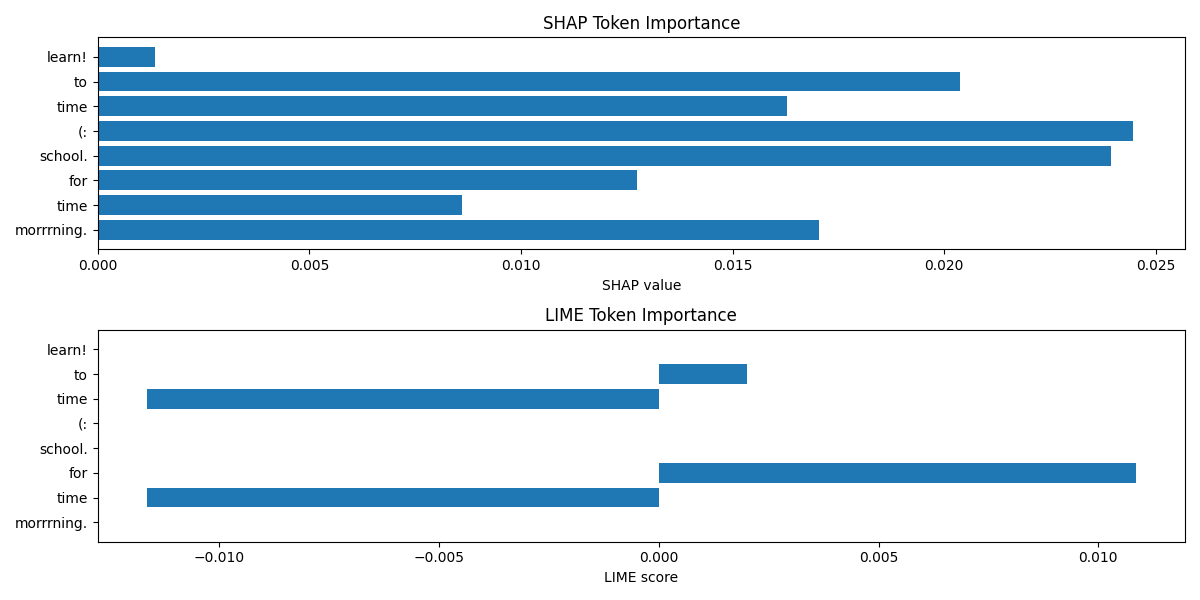 SHAP Token Importance
learn!
to
time
(:
school.
for
time
morrrning.
0.000 0.005 0.010 0.015 0.020 0.025
SHAP value
LIME Token Importance
learn!
to
time
(:
school.
for
time
morrrning.
−0.010 −0.005 0.000 0.005 0.010
LIME score